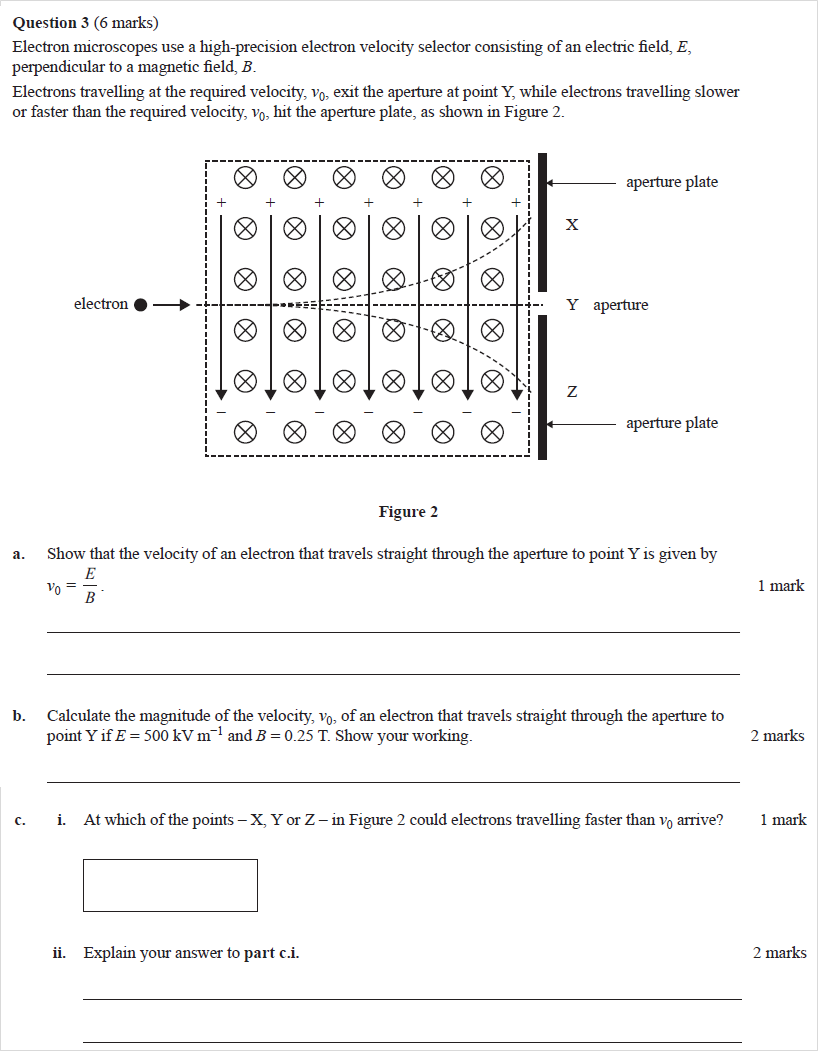 Question 3 (6 marks)
Electron microscopes use a high-precision electron velocity selector consisting of an electric field, E,
perpendicular to a magnetic field, B.
Electrons travelling at the required velocity, v₀, exit the aperture at point Y, while electrons travelling slower
or faster than the required velocity, v₀, hit the aperture plate, as shown in Figure 2.
aperture plate
+ + + + + + +
X
electron
Y aperture
Z
– – – – – – –
aperture plate
Figure 2
a. Show that the velocity of an electron that travels straight through the aperture to point Y is given by
v₀ = E/B. 1 mark
b. Calculate the magnitude of the velocity, v₀, of an electron that travels straight through the aperture to
point Y if E = 500 kV m⁻¹ and B = 0.25 T. Show your working. 2 marks
c. i. At which of the points – X, Y or Z – in Figure 2 could electrons travelling faster than v₀ arrive? 1 mark
ii. Explain your answer to part c.i. 2 marks